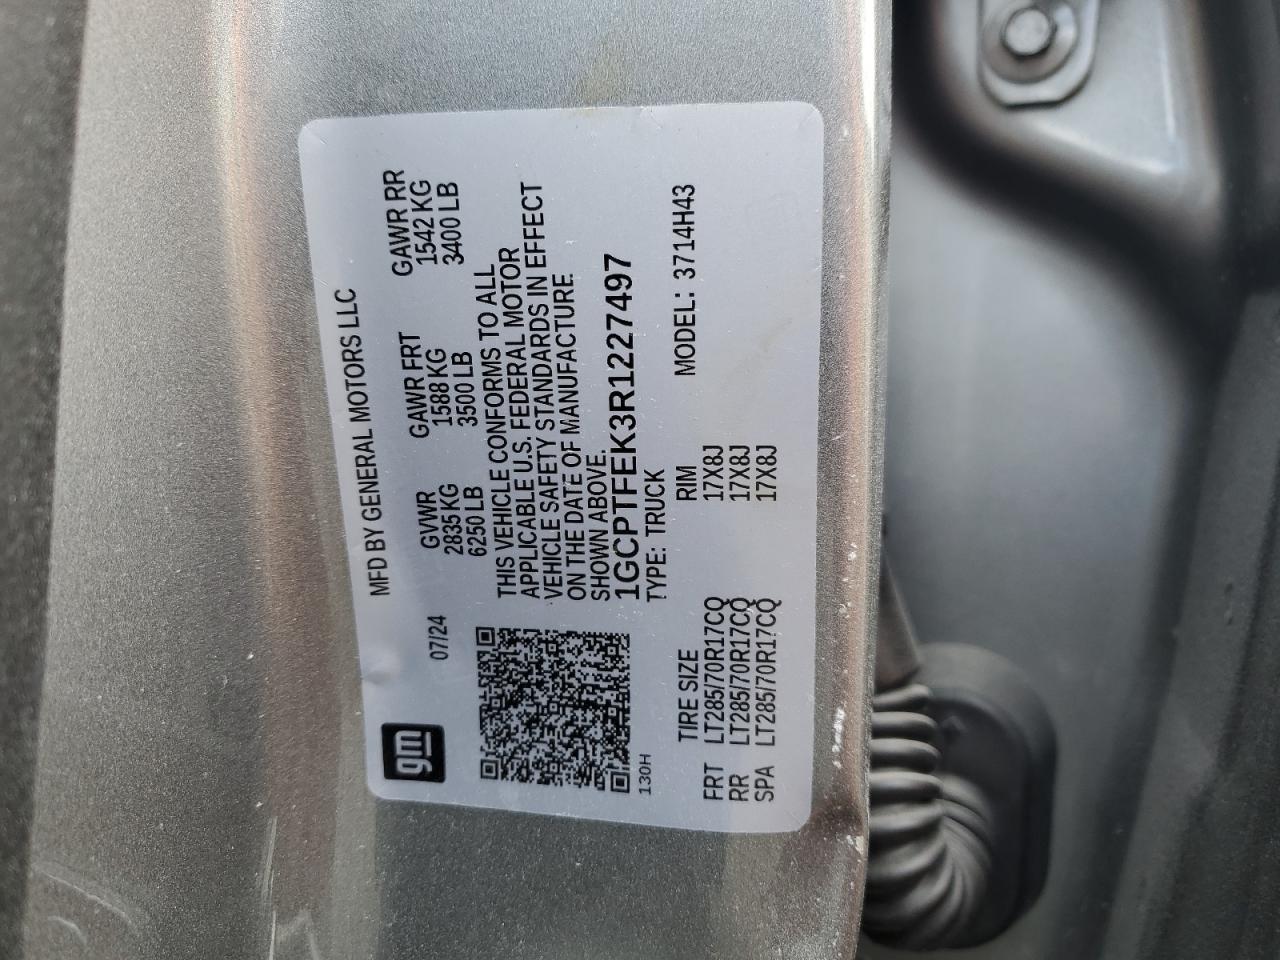 gm
MFD BY GENERAL MOTORS LLC
07/24
GVWR GAWR FRT GAWR RR
2835 KG 1588 KG 1542 KG
6250 LB 3500 LB 3400 LB
THIS VEHICLE CONFORMS TO ALL
APPLICABLE U.S. FEDERAL MOTOR
VEHICLE SAFETY STANDARDS IN EFFECT
ON THE DATE OF MANUFACTURE
SHOWN ABOVE.
1GCPTFEK3R1227497
130H
TYPE: TRUCK
TIRE SIZE RIM MODEL: 3714H43
FRT LT285/70R17CQ 17X8J
RR LT285/70R17CQ 17X8J
SPA LT285/70R17CQ 17X8J